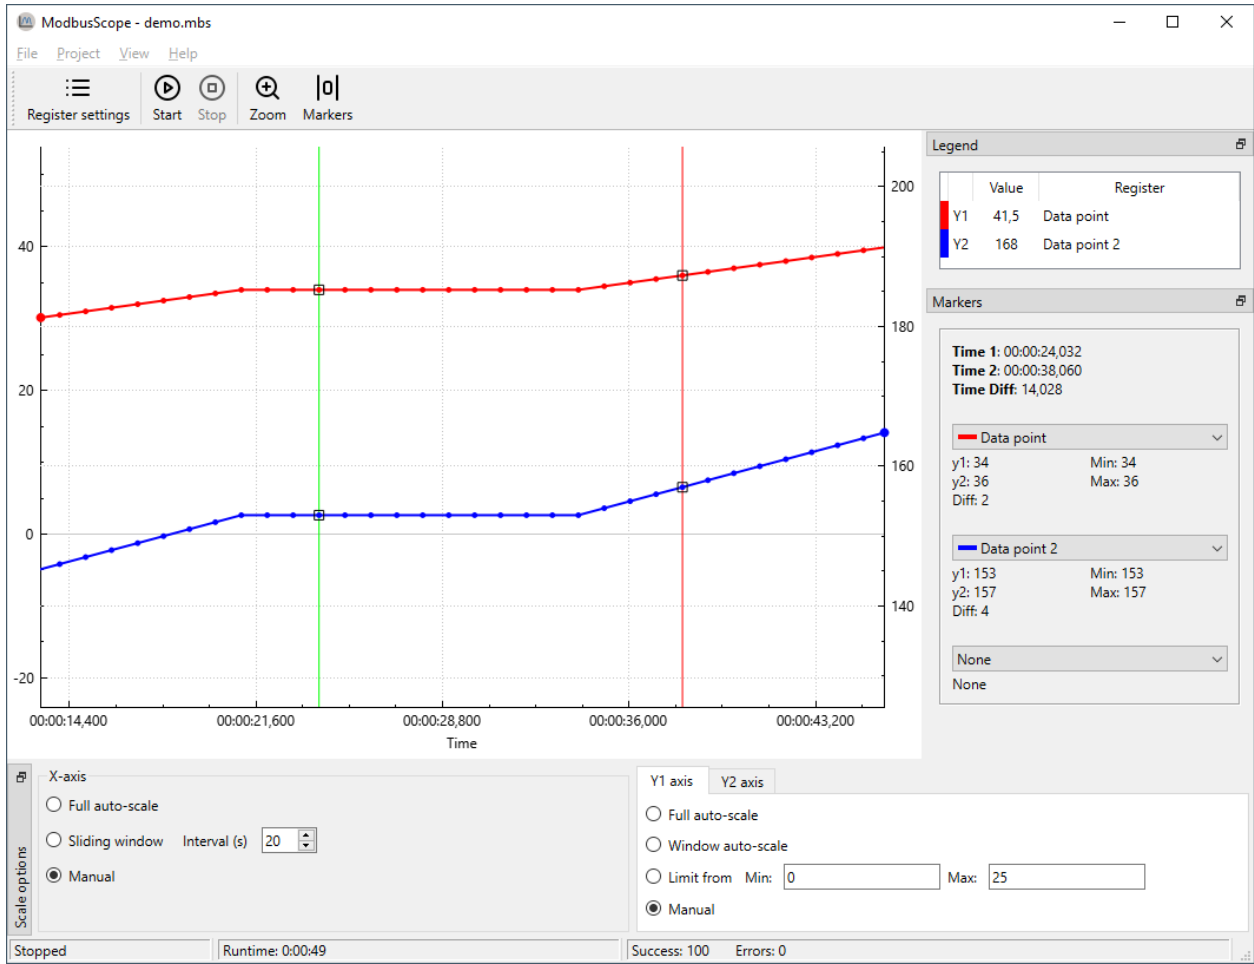 ModbusScope - demo.mbs
File Project View Help
Register settings Start Stop Zoom Markers
40
20
0
-20
200
180
160
140
00:00:14,400 00:00:21,600 00:00:28,800 00:00:36,000 00:00:43,200
Time
Legend
Value Register
Y1 41,5 Data point
Y2 168 Data point 2
Markers
Time 1: 00:00:24,032
Time 2: 00:00:38,060
Time Diff: 14,028
Data point
y1: 34 Min: 34
y2: 36 Max: 36
Diff: 2
Data point 2
y1: 153 Min: 153
y2: 157 Max: 157
Diff: 4
None
None
Scale options
X-axis
Full auto-scale
Sliding window Interval (s) 20
Manual
Y1 axis Y2 axis
Full auto-scale
Window auto-scale
Limit from Min: 0 Max: 25
Manual
Stopped Runtime: 0:00:49 Success: 100 Errors: 0